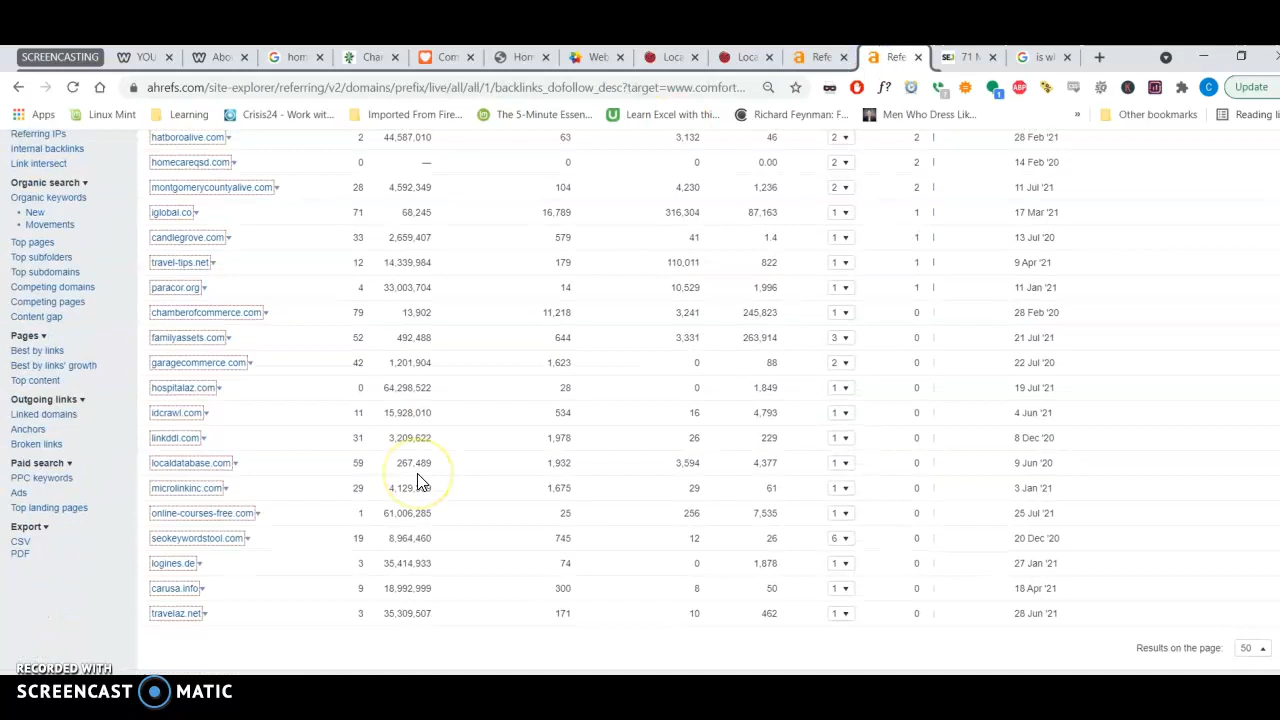 SCREENCASTING YOU Abo G hom Cha Com Hom Web Loca Loca Refe Refe SEJ 71 M is wi
ahrefs.com/site-explorer/referring/v2/domains/prefix/live/all/all/1/backlinks_dofollow_desc?target=www.comfort... Update
Apps Linux Mint Learning Crisis24 - Work wit... Imported From Fire... The 5-Minute Essen... Learn Excel with thi... Richard Feynman: F... Men Who Dress Lik... » Other bookmarks Reading li
Referring IPs
Internal backlinks
Link intersect
Organic search
Organic keywords
New
Movements
Top pages
Top subfolders
Top subdomains
Competing domains
Competing pages
Content gap
Pages
Best by links
Best by links' growth
Top content
Outgoing links
Linked domains
Anchors
Broken links
Paid search
PPC keywords
Ads
Top landing pages
Export
CSV
PDF
hatboroalive.com 2 44,587,010 63 3,132 46 2 2 28 Feb '21
homecareqsd.com 0 — 0 0 0.00 2 2 14 Feb '20
montgomerycountyalive.com 28 4,592,349 104 4,230 1,236 2 2 11 Jul '21
iglobal.co 71 68,245 16,789 316,304 87,163 1 1 17 Mar '21
candlegrove.com 33 2,659,407 579 41 1.4 1 1 13 Jul '20
travel-tips.net 12 14,339,984 179 110,011 822 1 1 9 Apr '21
paracor.org 4 33,003,704 14 10,529 1,996 1 1 11 Jan '21
chamberofcommerce.com 79 13,902 11,218 3,241 245,823 1 0 28 Feb '20
familyassets.com 52 492,488 644 3,331 263,914 3 0 21 Jul '21
garagecommerce.com 42 1,201,904 1,623 0 88 2 0 22 Jul '20
hospitalaz.com 0 64,298,522 28 0 1,849 1 0 19 Jul '21
idcrawl.com 11 15,928,010 534 16 4,793 1 0 4 Jun '21
linkddl.com 31 3,209,622 1,978 26 229 1 0 8 Dec '20
localdatabase.com 59 267,489 1,932 3,594 4,377 1 0 9 Jun '20
microlinkinc.com 29 1,675 29 61 1 0 3 Jan '21
online-courses-free.com 1 61,006,285 25 256 7,535 1 0 25 Jul '21
seokeywordstool.com 19 8,964,460 745 12 26 6 0 20 Dec '20
logines.de 3 35,414,933 74 0 1,878 1 0 27 Jan '21
carusa.info 9 18,992,999 300 8 50 1 0 18 Apr '21
travelaz.net 3 35,309,507 171 10 462 1 0 28 Jun '21
Results on the page: 50
RECORDED WITH
SCREENCAST MATIC